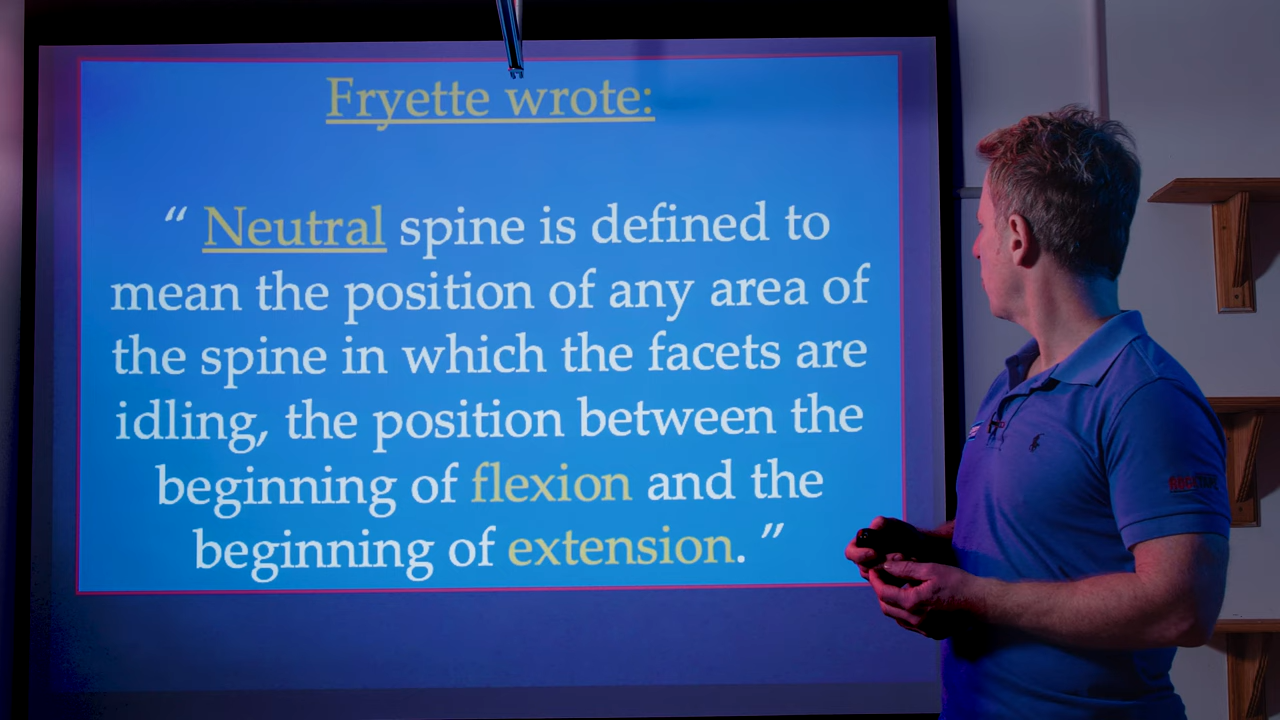 Fryette wrote:
“ Neutral spine is defined to
mean the position of any area of
the spine in which the facets are
idling, the position between the
beginning of flexion and the
beginning of extension. ”